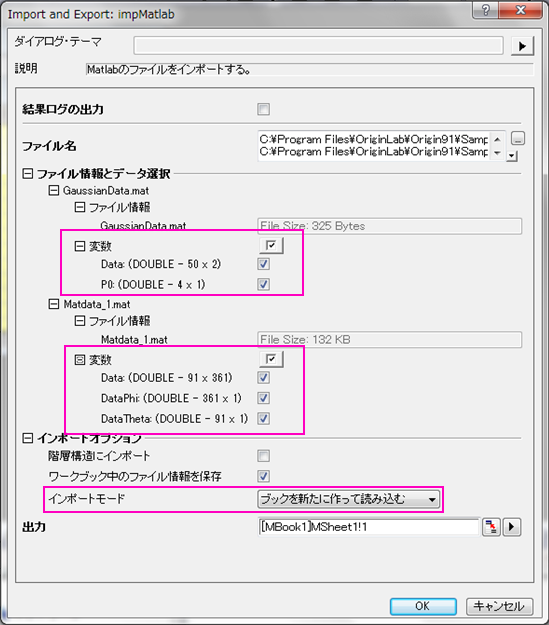 Import and Export: impMatlab
ダイアログ・テーマ
説明 Matlabのファイルをインポートする。
結果ログの出力
ファイル名 C:¥Program Files¥OriginLab¥Origin91¥Samp
C:¥Program Files¥OriginLab¥Origin91¥Samp
ファイル情報とデータ選択
GaussianData.mat
ファイル情報
GaussianData.mat File Size: 325 Bytes
変数
Data: (DOUBLE - 50 x 2)
P0: (DOUBLE - 4 x 1)
Matdata_1.mat
ファイル情報
Matdata_1.mat File Size: 132 KB
変数
Data: (DOUBLE - 91 x 361)
DataPhi: (DOUBLE - 361 x 1)
DataTheta: (DOUBLE - 91 x 1)
インポートオプション
階層構造にインポート
ワークブック中のファイル情報を保存
インポートモード ブックを新たに作って読み込む
出力 [MBook1]MSheet1!1
OK キャンセル